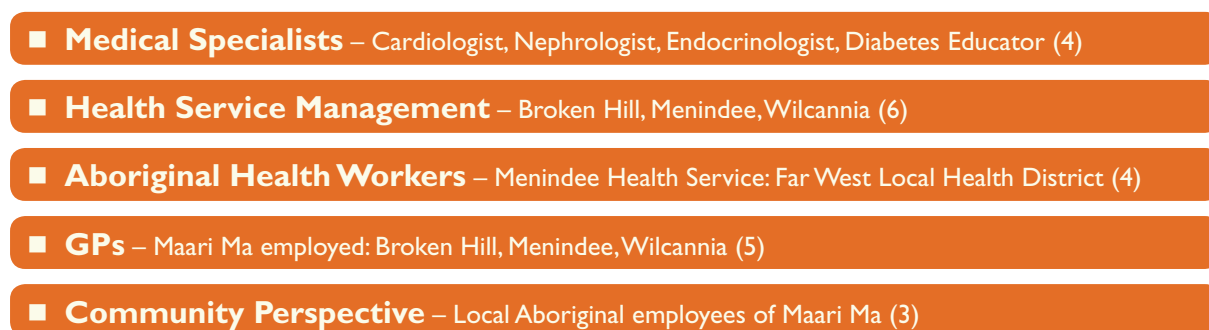 ■ Medical Specialists – Cardiologist, Nephrologist, Endocrinologist, Diabetes Educator (4)
■ Health Service Management – Broken Hill, Menindee, Wilcannia (6)
■ Aboriginal Health Workers – Menindee Health Service: Far West Local Health District (4)
■ GPs – Maari Ma employed: Broken Hill, Menindee, Wilcannia (5)
■ Community Perspective – Local Aboriginal employees of Maari Ma (3)